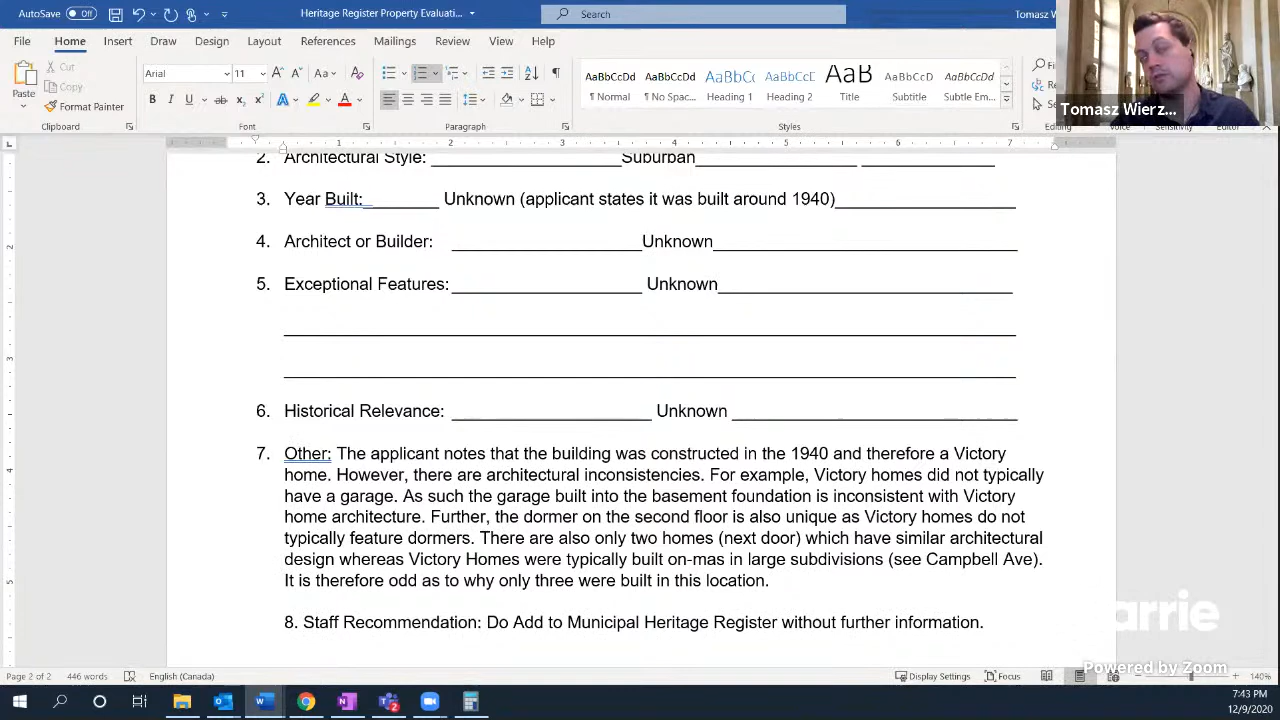 AutoSave
Off
Tomasz
File Home Insert Draw Design Layout References Mailings Review View Help
Cut
Copy
Format Painter
Paste
Arial 11
AaBbCcDd AaBbCcDd AaBbCc AaBbCcD AaB AaBbCcD AaBbCcDd
¶ Normal ¶ No Spac... Heading 1 Heading 2 Title Subtitle Subtle Em...
Clipboard Font Paragraph Styles Editing Voice Sensitivity Editor
Tomasz Wierz...
2. Architectural Style: Suburban
3. Year Built: Unknown (applicant states it was built around 1940)
4. Architect or Builder: Unknown
5. Exceptional Features: Unknown
6. Historical Relevance: Unknown
7. Other: The applicant notes that the building was constructed in the 1940 and therefore a Victory
home. However, there are architectural inconsistencies. For example, Victory homes did not typically
have a garage. As such the garage built into the basement foundation is inconsistent with Victory
home architecture. Further, the dormer on the second floor is also unique as Victory homes do not
typically feature dormers. There are also only two homes (next door) which have similar architectural
design whereas Victory Homes were typically built on-mas in large subdivisions (see Campbell Ave).
It is therefore odd as to why only three were built in this location.
8. Staff Recommendation: Do Add to Municipal Heritage Register without further information.
arrie
Powered by Zoom
Page 2 of 2 446 words English (Canada) Display Settings Focus 140%
7:43 PM
12/9/2020